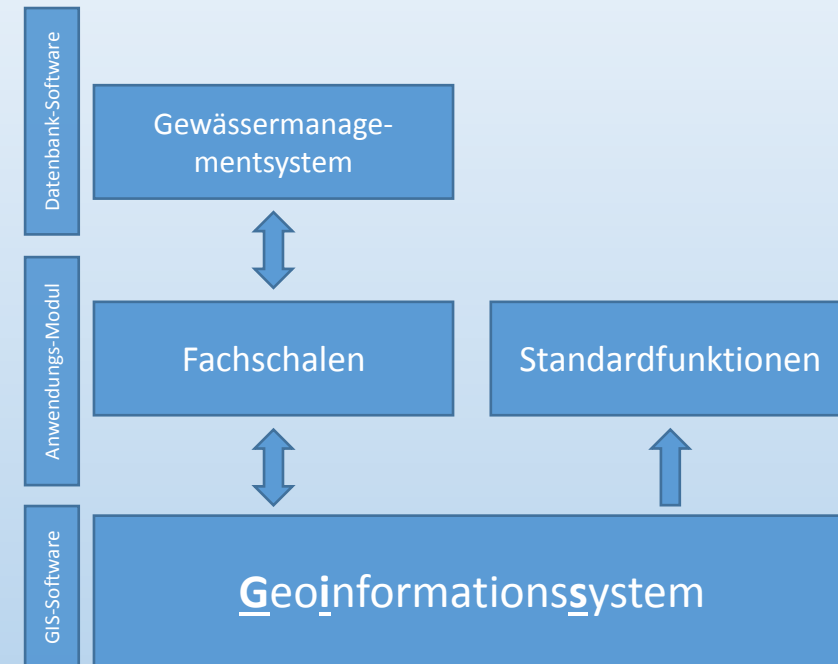 Datenbank-Software
Gewässermanage-
mentsystem
Anwendungs-Modul
Fachschalen
Standardfunktionen
GIS-Software
Geoinformationssystem